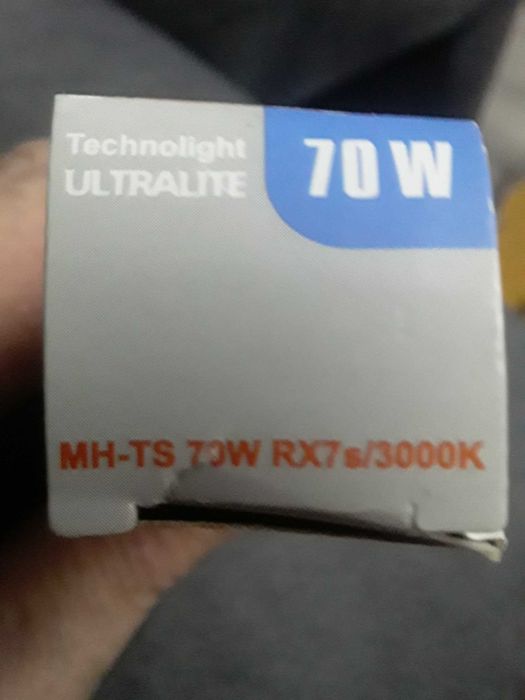 Technolight
ULTRALITE
70 W
MH-TS 70W RX7s/3000K